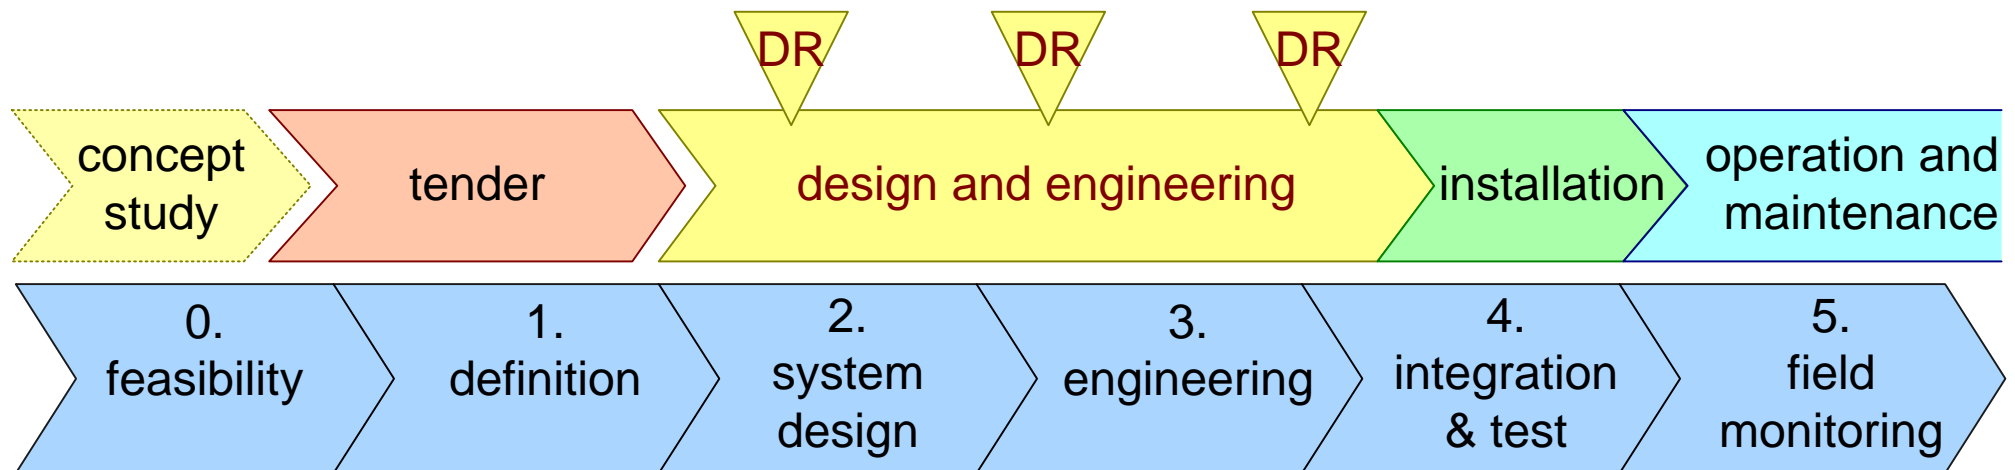 DR
DR
DR
concept
study
tender
design and engineering
installation
operation and
maintenance
0.
feasibility
1.
definition
2.
system
design
3.
engineering
4.
integration
& test
5.
field
monitoring